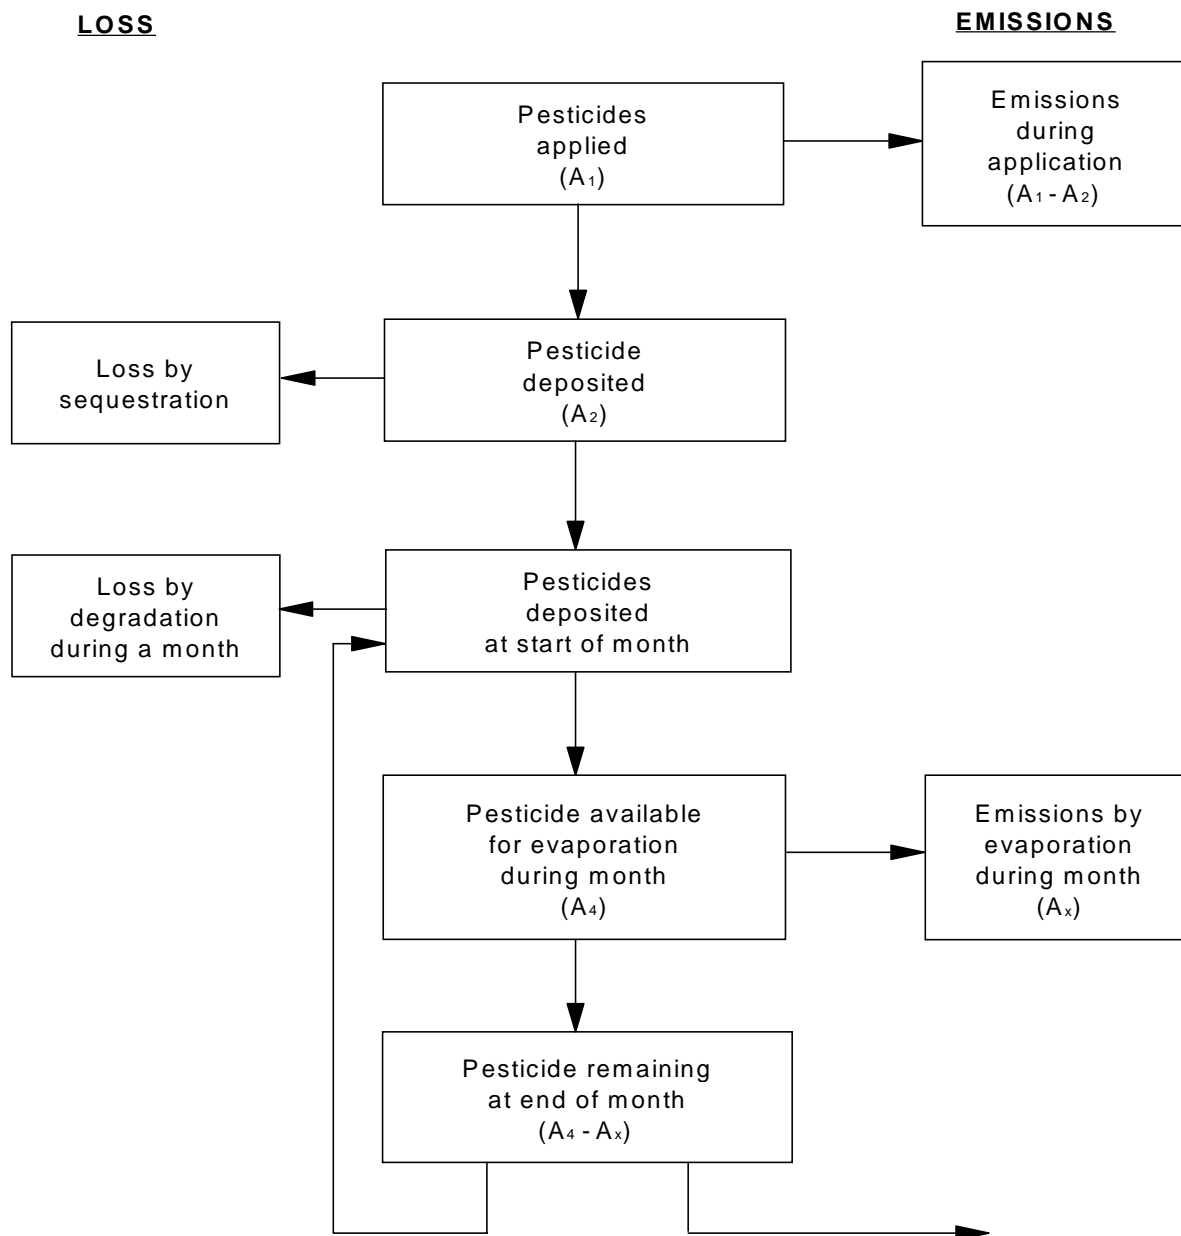 LOSS
EMISSIONS
Pesticides
applied
(A₁)
Emissions
during
application
(A₁ - A₂)
Loss by
sequestration
Pesticide
deposited
(A₂)
Loss by
degradation
during a month
Pesticides
deposited
at start of month
Pesticide available
for evaporation
during month
(A₄)
Emissions by
evaporation
during month
(Aₓ)
Pesticide remaining
at end of month
(A₄ - Aₓ)